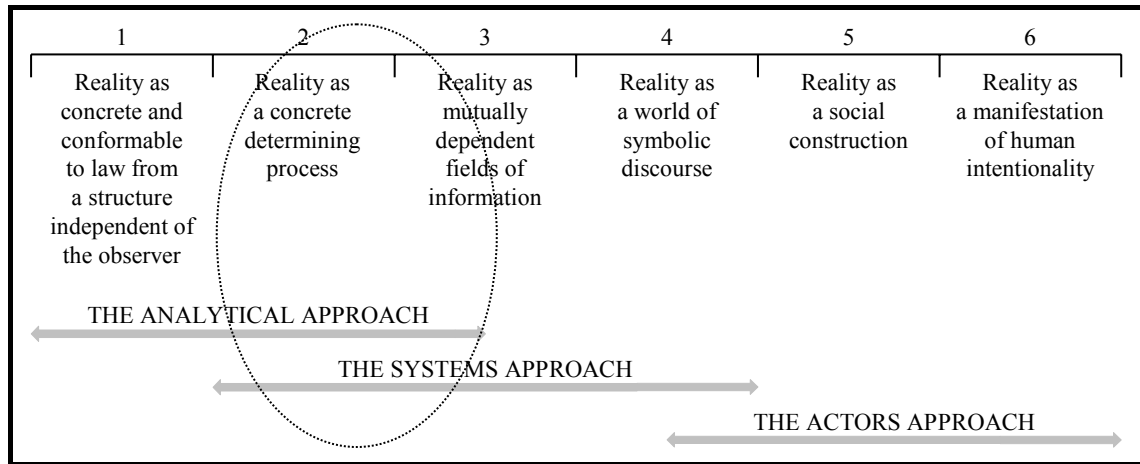 1 2 3 4 5 6
Reality as
concrete and
conformable
to law from
a structure
independent of
the observer
Reality as
a concrete
determining
process
Reality as
mutually
dependent
fields of
information
Reality as
a world of
symbolic
discourse
Reality as
a social
construction
Reality as
a manifestation
of human
intentionality
THE ANALYTICAL APPROACH
THE SYSTEMS APPROACH
THE ACTORS APPROACH